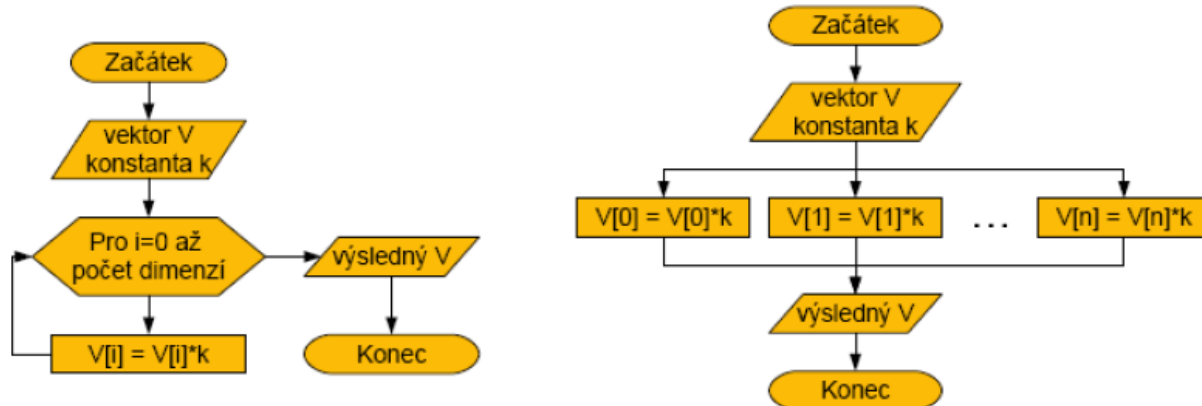 Začátek
vektor V
konstanta k
Pro i=0 až
počet dimenzí
V[i] = V[i]*k
výsledný V
Konec
Začátek
vektor V
konstanta k
V[0] = V[0]*k
V[1] = V[1]*k
...
V[n] = V[n]*k
výsledný V
Konec